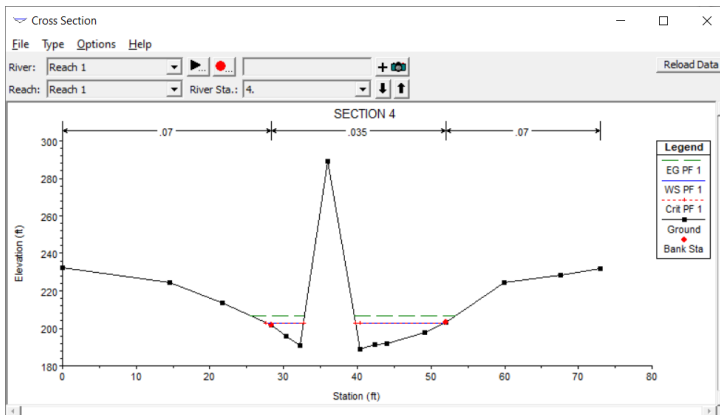 Cross Section
File Type Options Help
River: Reach 1 Reload Data
Reach: Reach 1 River Sta.: 4.
SECTION 4
.07 .035 .07
300
280
260
240
220
200
180
Elevation (ft)
0 10 20 30 40 50 60 70 80
Station (ft)
Legend
EG PF 1
WS PF 1
Crit PF 1
Ground
Bank Sta